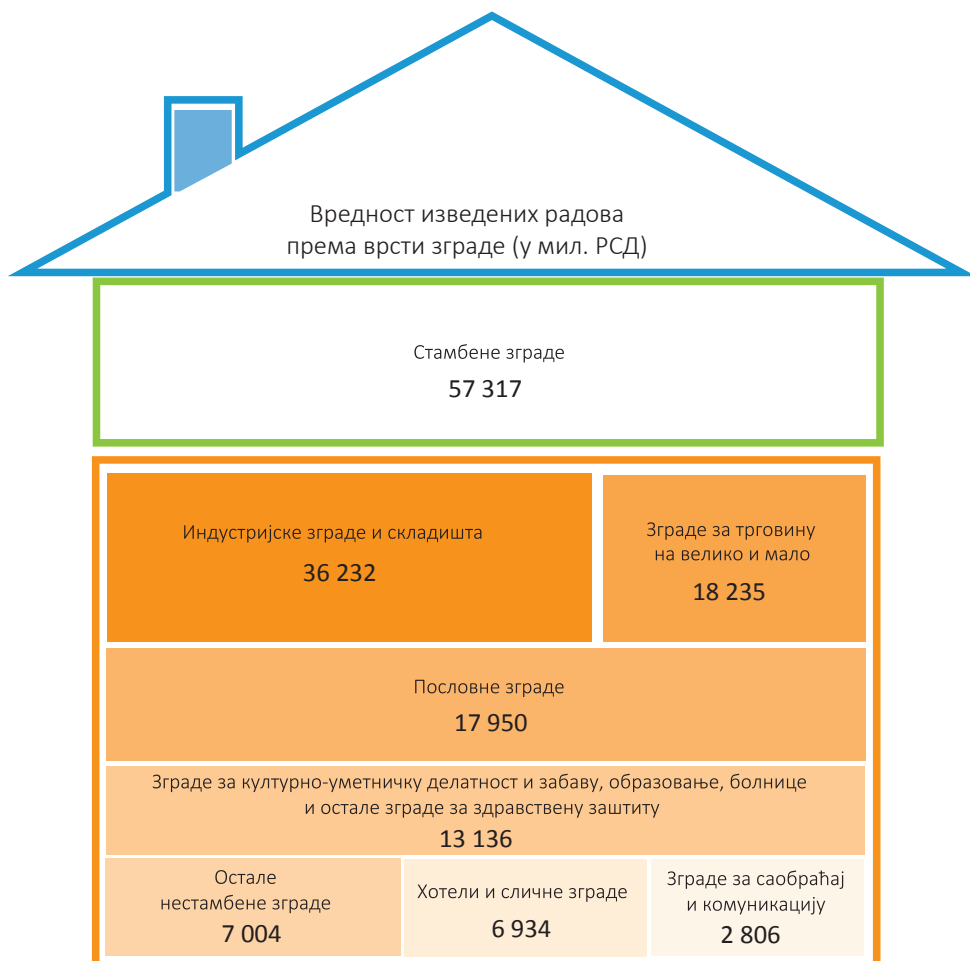 Вредност изведених радова
према врсти зграде (у мил. РСД)
Стамбене зграде
57 317
Индустријске зграде и складишта
36 232
Зграде за трговину
на велико и мало
18 235
Пословне зграде
17 950
Зграде за културно-уметничку делатност и забаву, образовање, болнице
и остале зграде за здравствену заштиту
13 136
Остале
нестамбене зграде
7 004
Хотели и сличне зграде
6 934
Зграде за саобраћај
и комуникацију
2 806